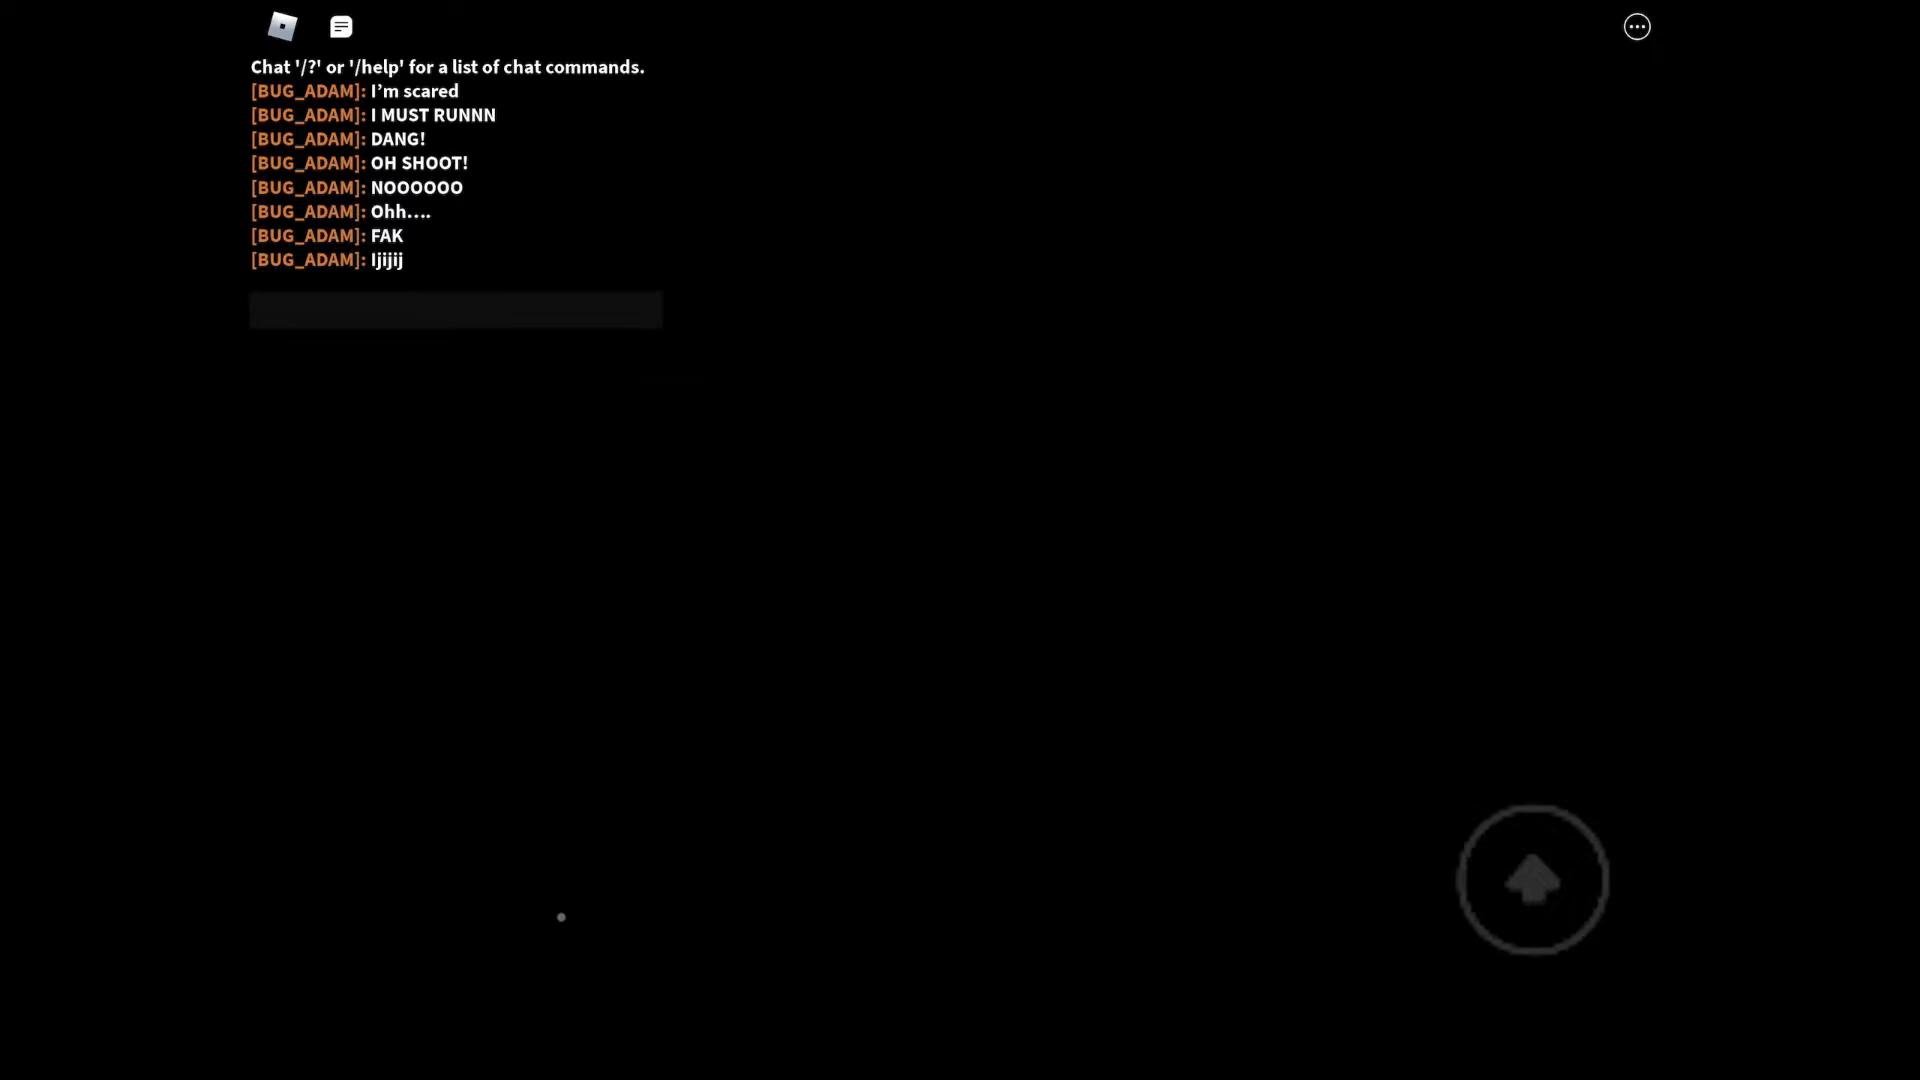 Chat '/?' or '/help' for a list of chat commands.
[BUG_ADAM]: I’m scared
[BUG_ADAM]: I MUST RUNNN
[BUG_ADAM]: DANG!
[BUG_ADAM]: OH SHOOT!
[BUG_ADAM]: NOOOOOO
[BUG_ADAM]: Ohh....
[BUG_ADAM]: FAK
[BUG_ADAM]: Ijijij